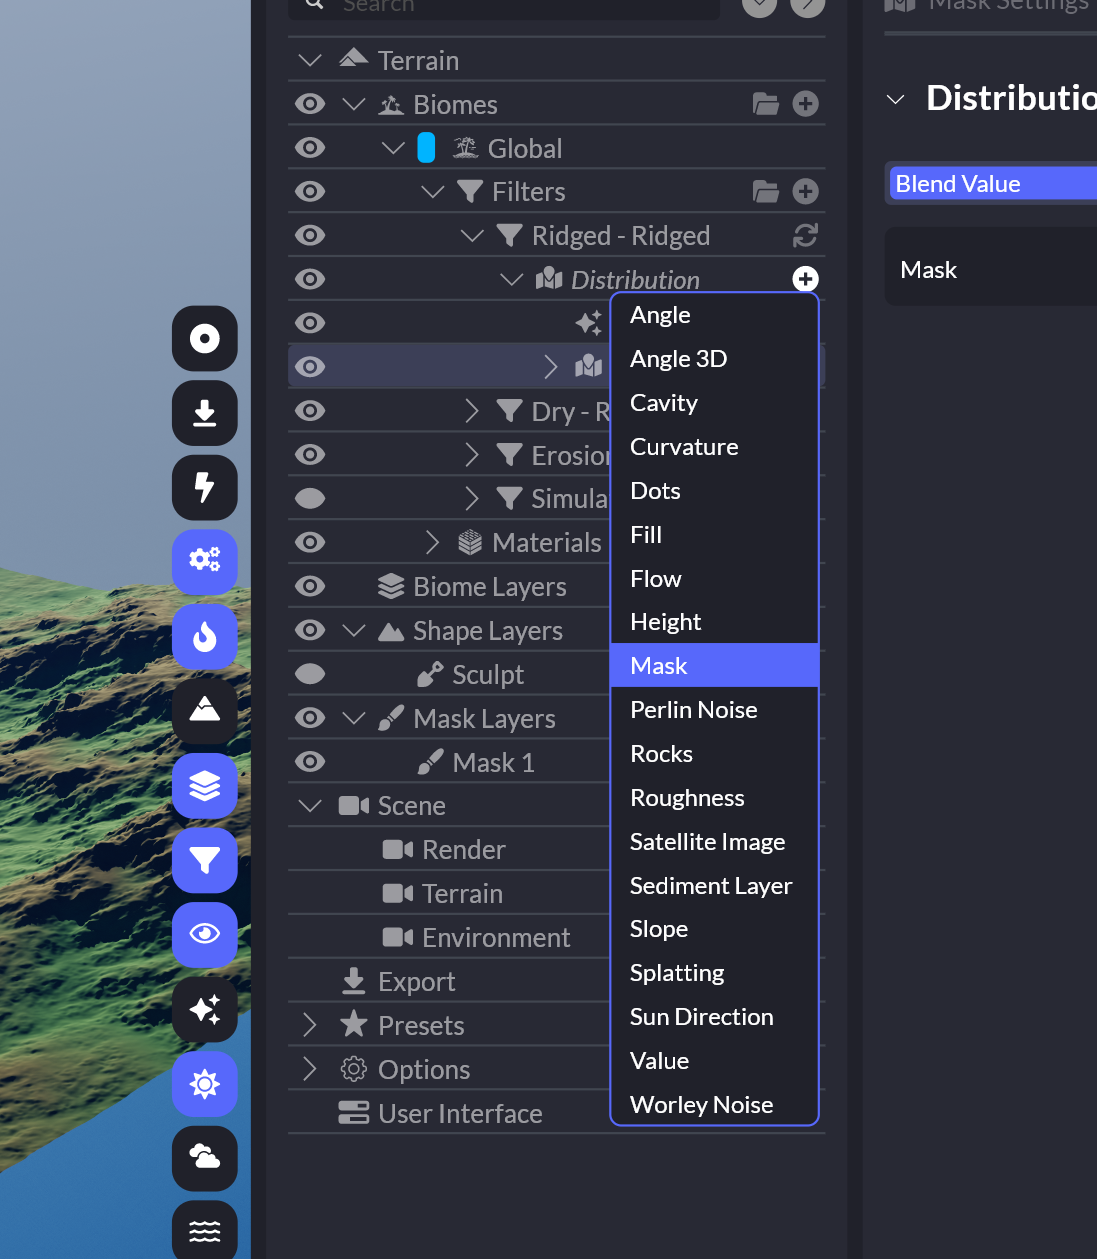 Search
Terrain
Biomes
Global
Filters
Ridged - Ridged
Distribution
Dry - R
Erosion
Simula
Materials
Biome Layers
Shape Layers
Sculpt
Mask Layers
Mask 1
Scene
Render
Terrain
Environment
Export
Presets
Options
User Interface
Angle
Angle 3D
Cavity
Curvature
Dots
Fill
Flow
Height
Mask
Perlin Noise
Rocks
Roughness
Satellite Image
Sediment Layer
Slope
Splatting
Sun Direction
Value
Worley Noise
Mask Settings
Distributio
Blend Value
Mask